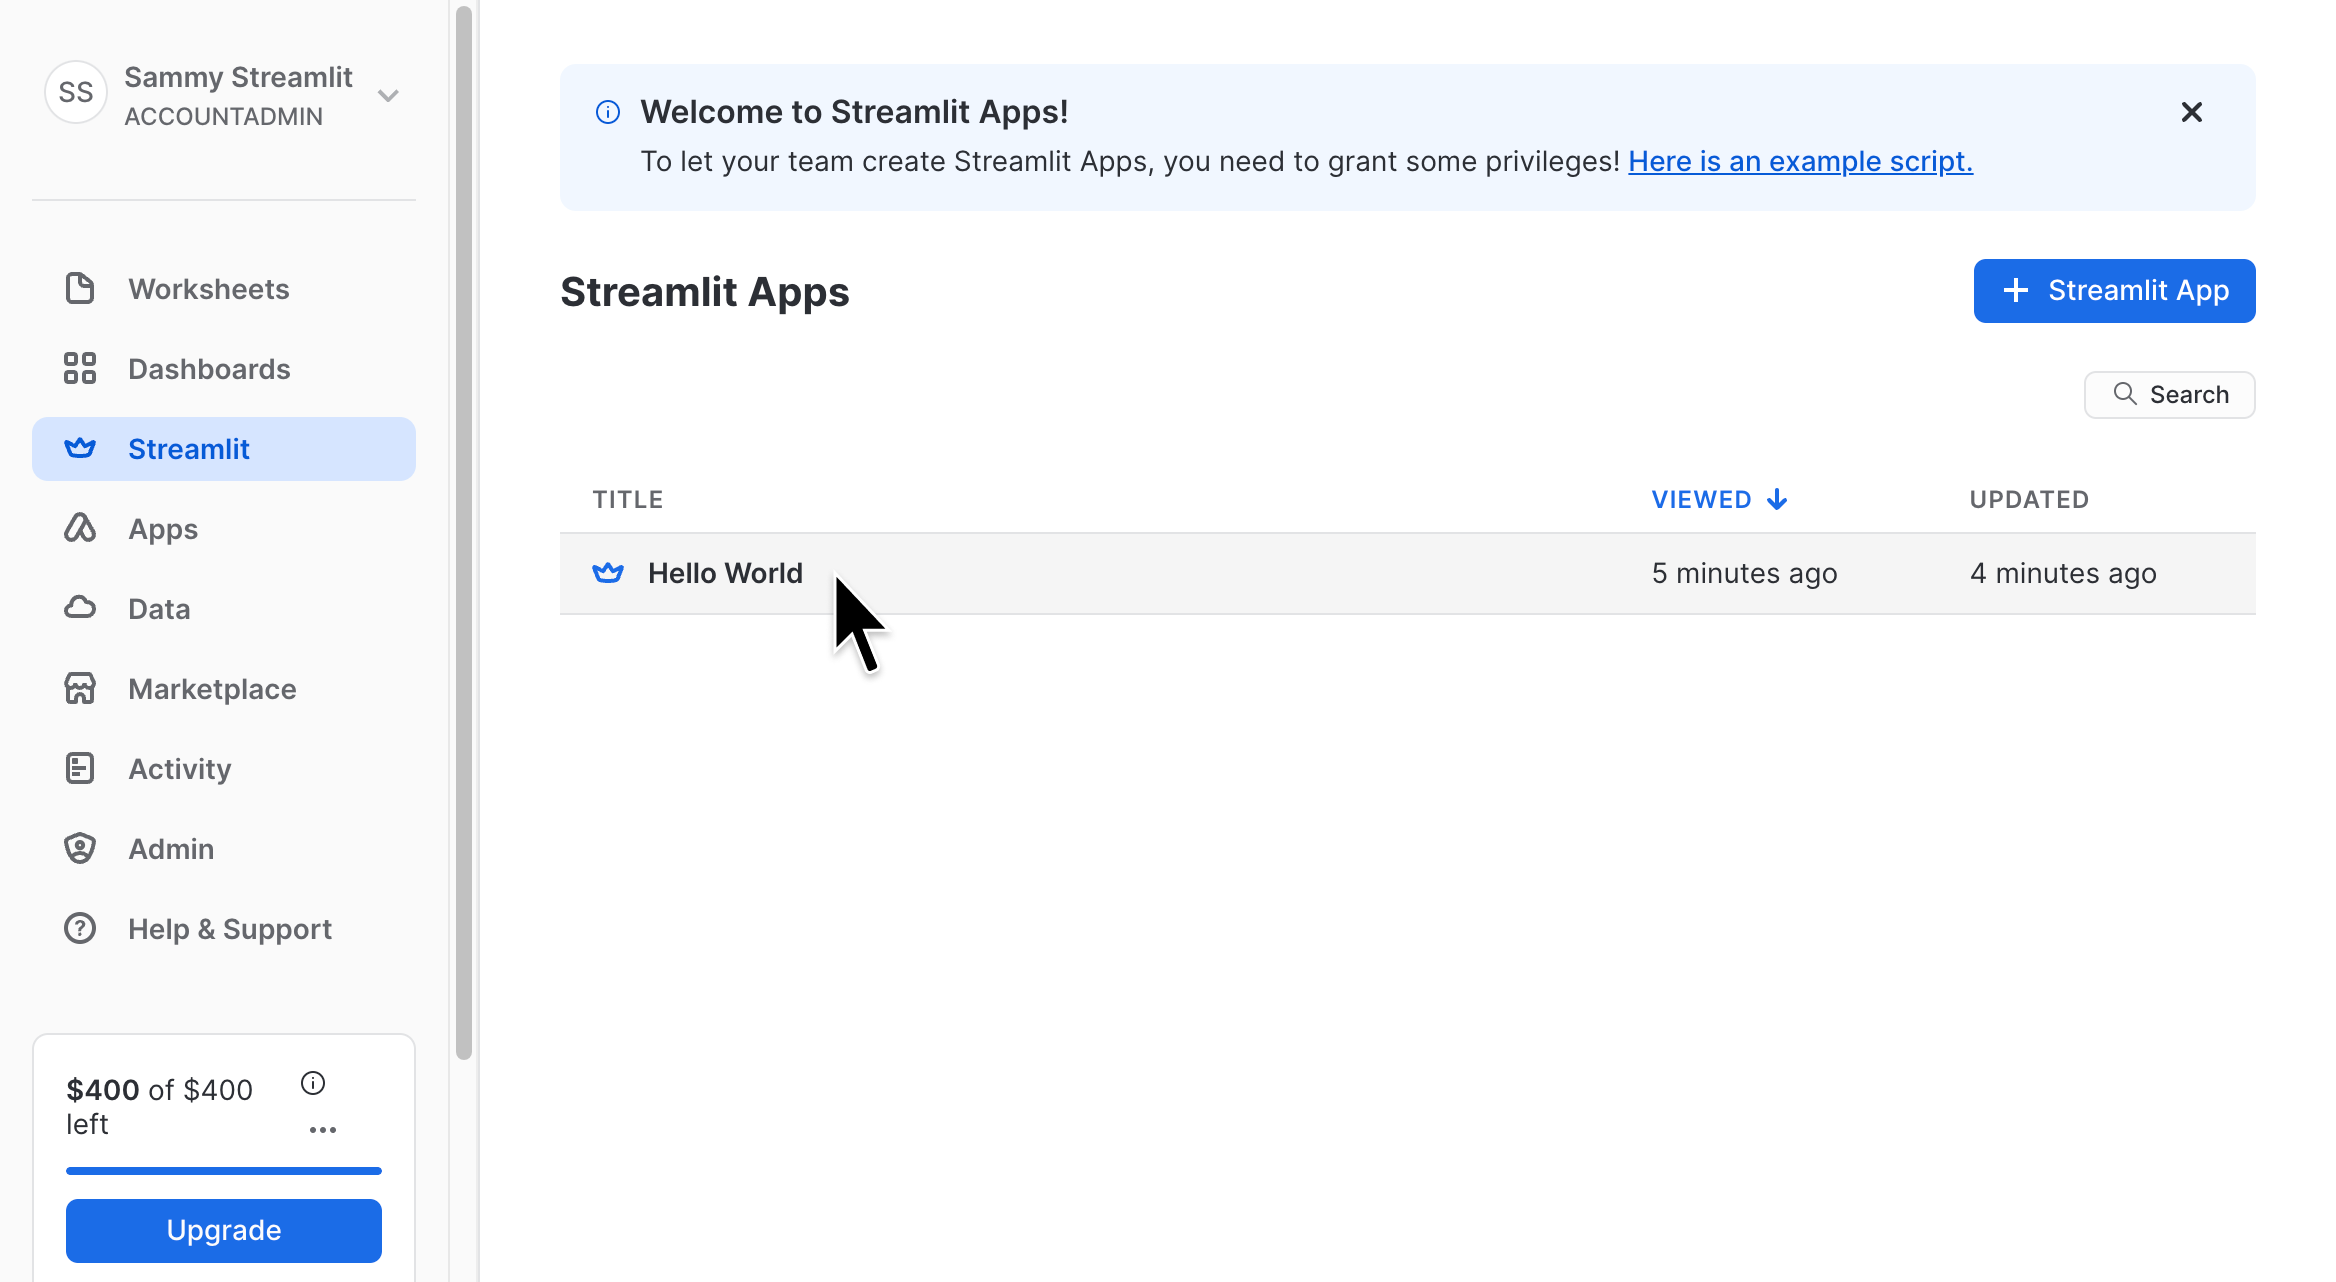 SS
Sammy Streamlit
ACCOUNTADMIN
Worksheets
Dashboards
Streamlit
Apps
Data
Marketplace
Activity
Admin
Help & Support
$400 of $400
left
Upgrade
Welcome to Streamlit Apps!
To let your team create Streamlit Apps, you need to grant some privileges! Here is an example script.
Streamlit Apps
+ Streamlit App
Search
TITLE VIEWED UPDATED
Hello World 5 minutes ago 4 minutes ago